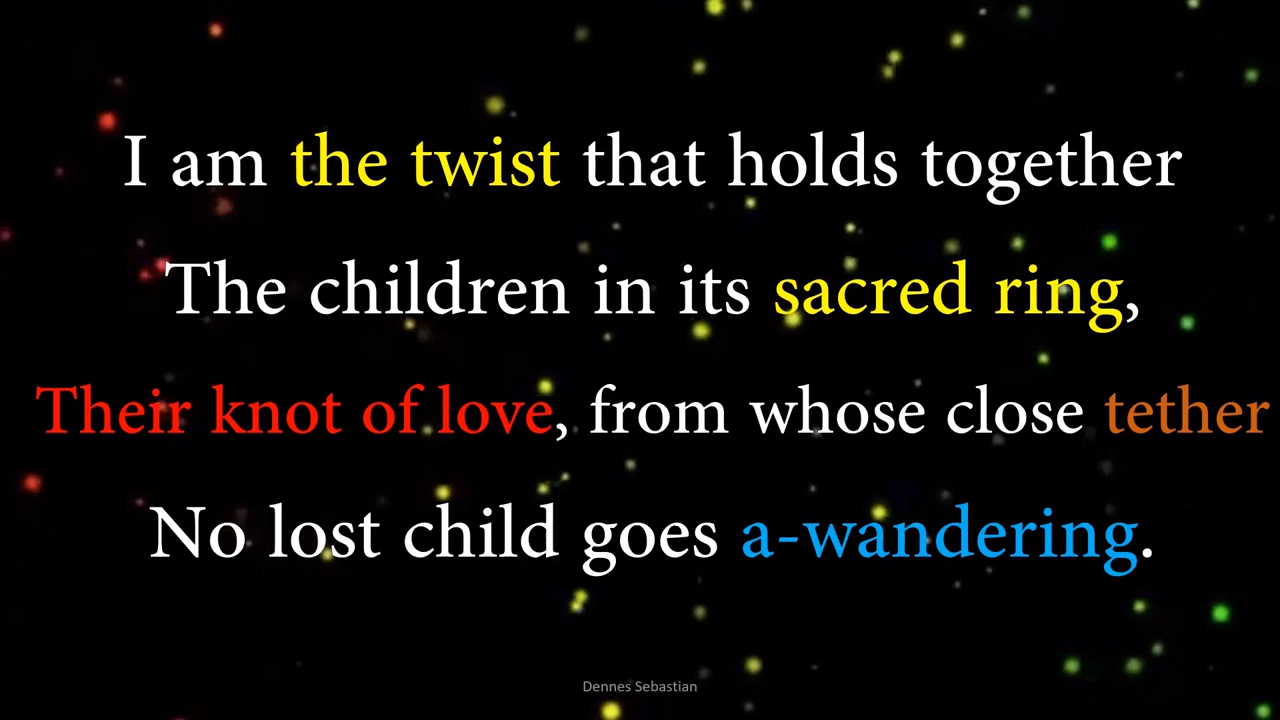 I am the twist that holds together
The children in its sacred ring,
Their knot of love, from whose close tether
No lost child goes a-wandering.
Dennes Sebastian